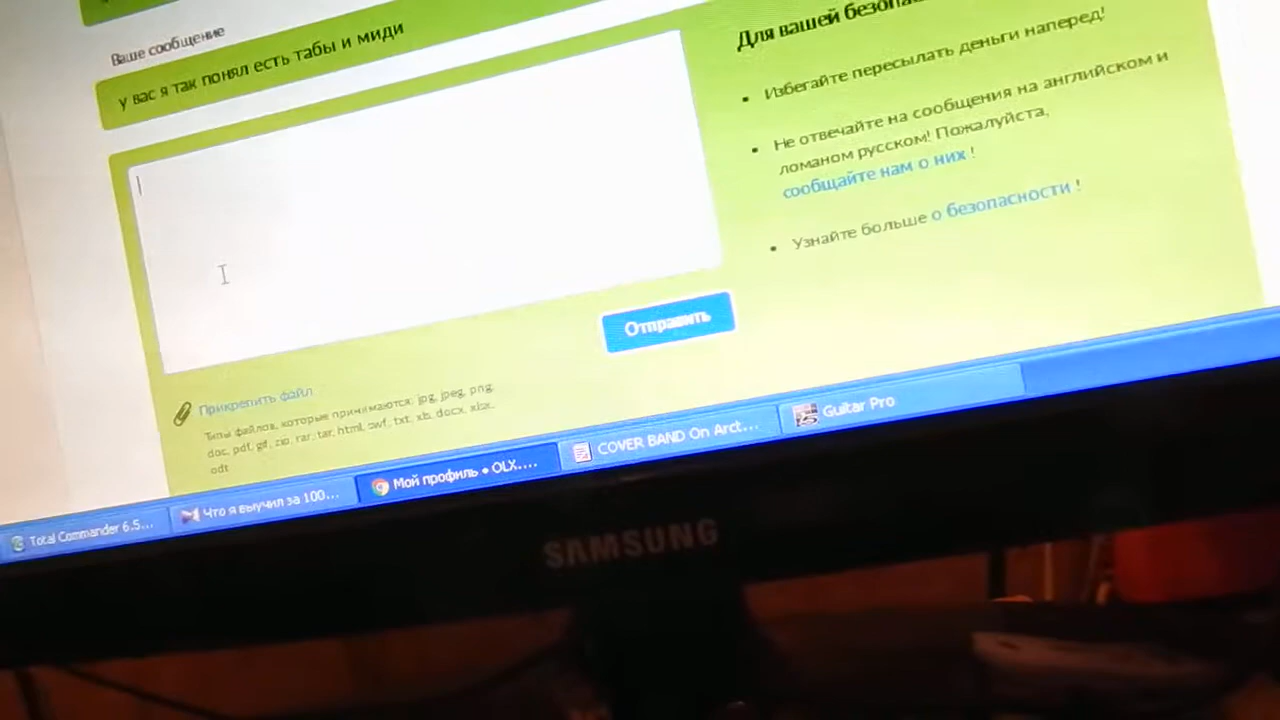 Ваше сообщение
у вас я так понял есть табы и миди
Отправить
Прикрепить файл
Типы файлов, которые принимаются: jpg, jpeg, png,
doc, pdf, gif, zip, rar, tar, html, swf, txt, xls, docx, xlsx,
odt
Для вашей
Избегайте пересылать деньги наперед!
Не отвечайте на сообщения на английском и
ломаном русском! Пожалуйста,
сообщайте нам о них !
Узнайте больше о безопасности !
Total Commander 6.5...
Что я выучил за 100...
Мой профиль • OLX....
COVER BAND On Arct...
Guitar Pro
SAMSUNG